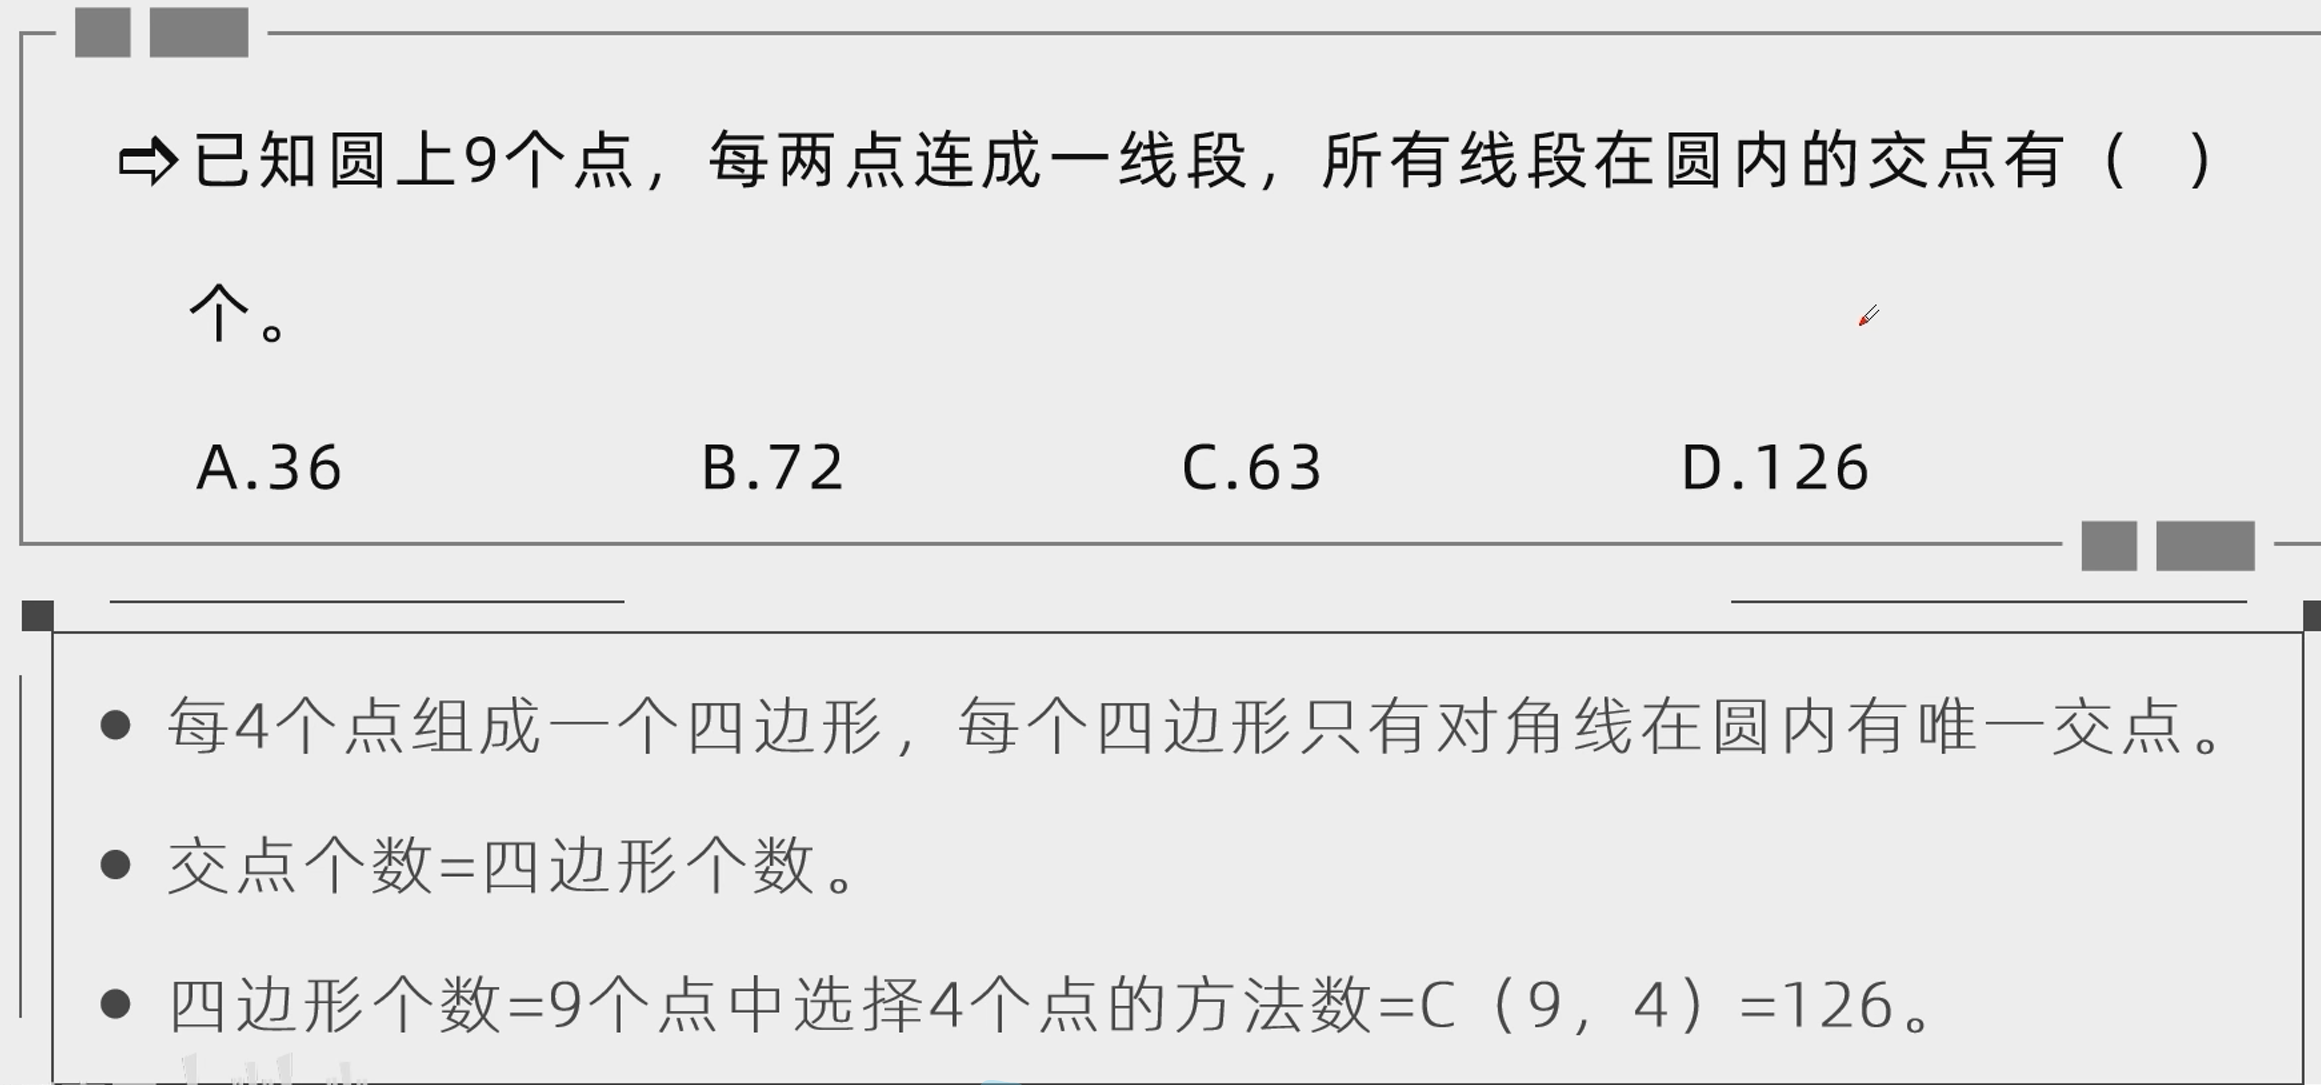 ⇨已知圆上9个点，每两点连成一线段，所有线段在圆内的交点有（ ）
个。
A.36 B.72 C.63 D.126
● 每4个点组成一个四边形，每个四边形只有对角线在圆内有唯一交点。
● 交点个数=四边形个数。
● 四边形个数=9个点中选择4个点的方法数=C（9，4）=126。